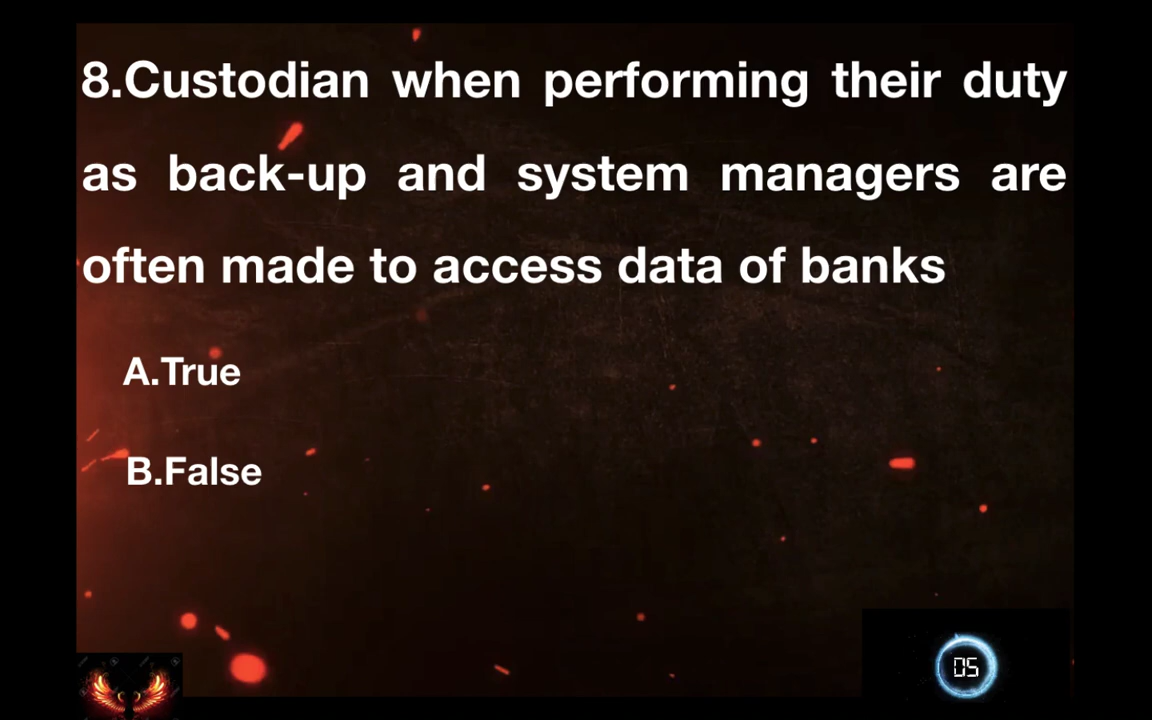 8.Custodian when performing their duty
as back-up and system managers are
often made to access data of banks
A.True
B.False
05